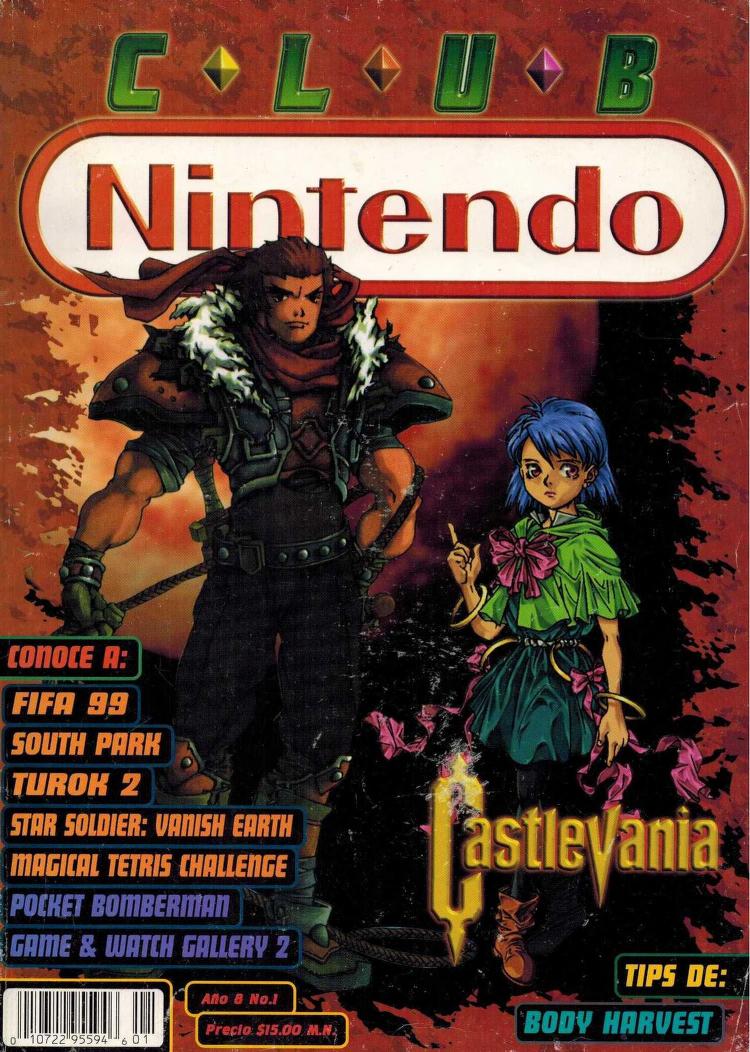 CLUB
Nintendo
CONOCE A:
FIFA 99
SOUTH PARK
TUROK 2
STAR SOLDIER: VANISH EARTH
MAGICAL TETRIS CHALLENGE
POCKET BOMBERMAN
GAME & WATCH GALLERY 2
CastleVania
TIPS DE:
BODY HARVEST
Año 8 No.1
Precio $15.00 M.N.
0 10722 95594 6 01